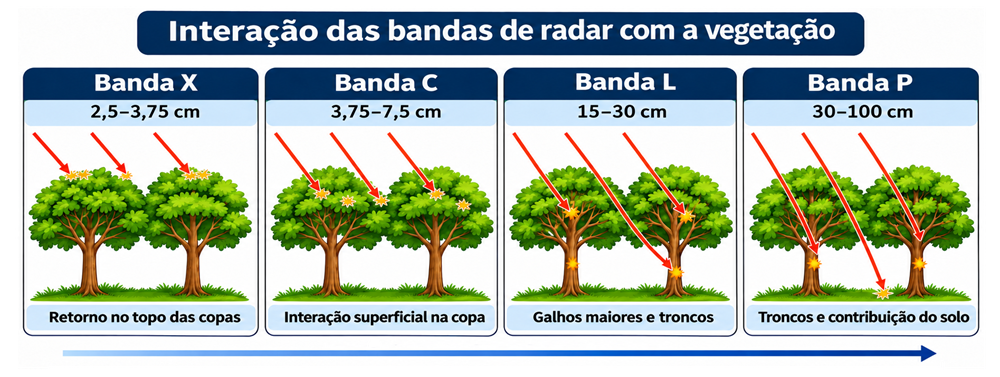 Interação das bandas de radar com a vegetação
Banda X
2,5–3,75 cm
Retorno no topo das copas
Banda C
3,75–7,5 cm
Interação superficial na copa
Banda L
15–30 cm
Galhos maiores e troncos
Banda P
30–100 cm
Troncos e contribuição do solo